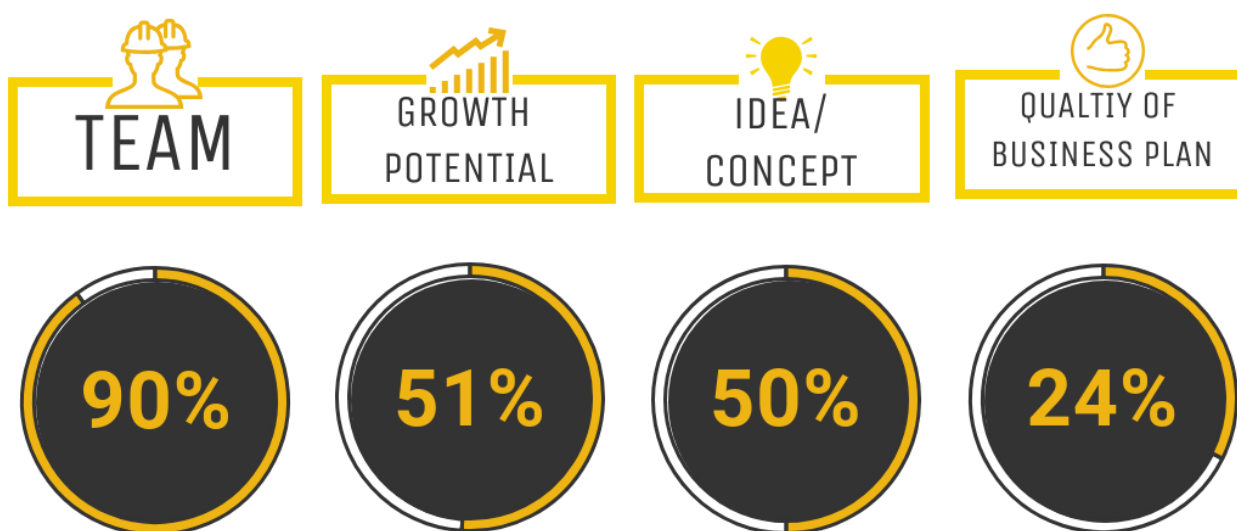 TEAM
GROWTH
POTENTIAL
IDEA/
CONCEPT
QUALTIY OF
BUSINESS PLAN
90%
51%
50%
24%